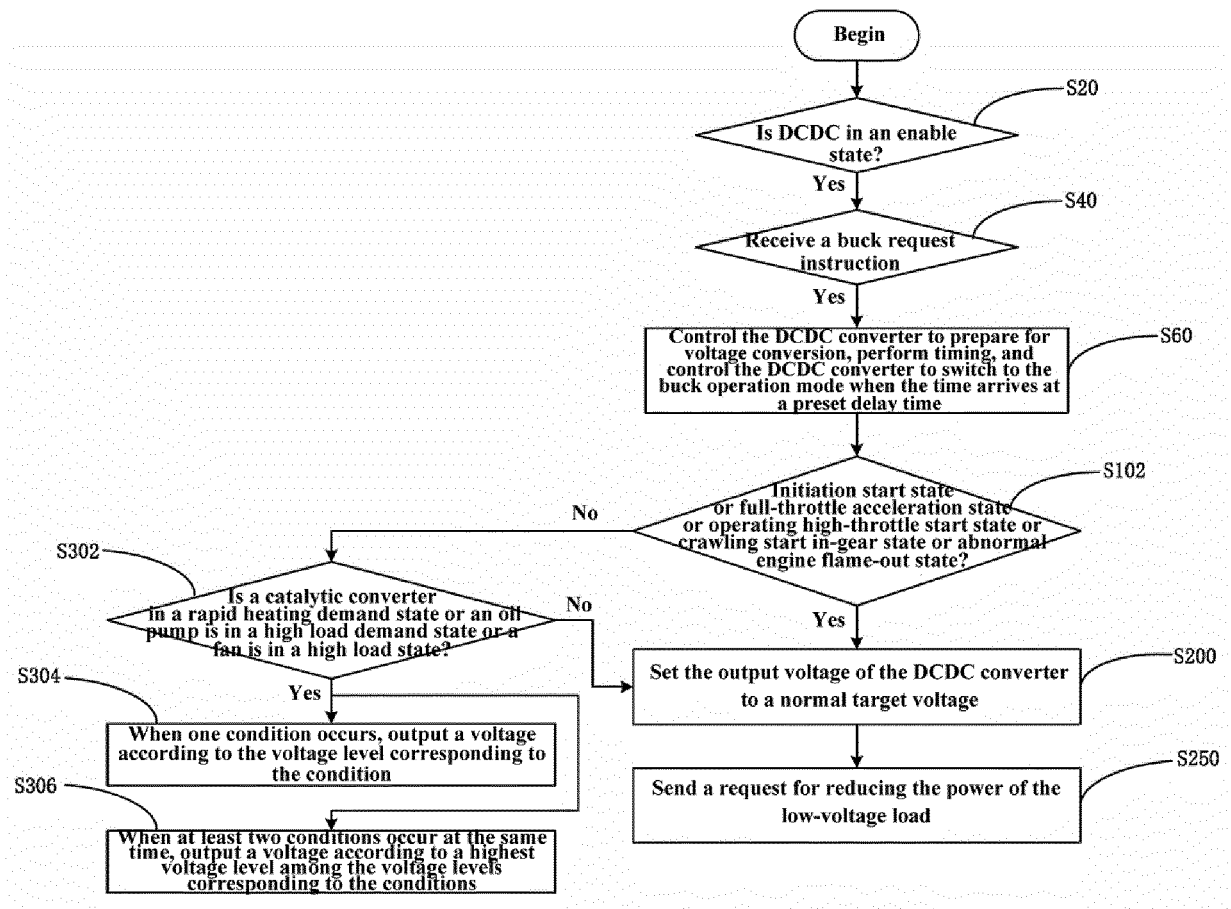 Begin
S20
Is DCDC in an enable
state?
Yes
S40
Receive a buck request
instruction
Yes
S60
Control the DCDC converter to prepare for
voltage conversion, perform timing, and
control the DCDC converter to switch to the
buck operation mode when the time arrives at
a preset delay time
S102
Initiation start state
or full-throttle acceleration state
or operating high-throttle start state or
crawling start in-gear state or abnormal
engine flame-out state?
No
Yes
S302
Is a catalytic converter
in a rapid heating demand state or an oil
pump is in a high load demand state or a
fan is in a high load state?
No
Yes
S200
Set the output voltage of the DCDC converter
to a normal target voltage
S304
When one condition occurs, output a voltage
according to the voltage level corresponding to
the condition
S250
Send a request for reducing the power of the
low-voltage load
S306
When at least two conditions occur at the same
time, output a voltage according to a highest
voltage level among the voltage levels
corresponding to the conditions